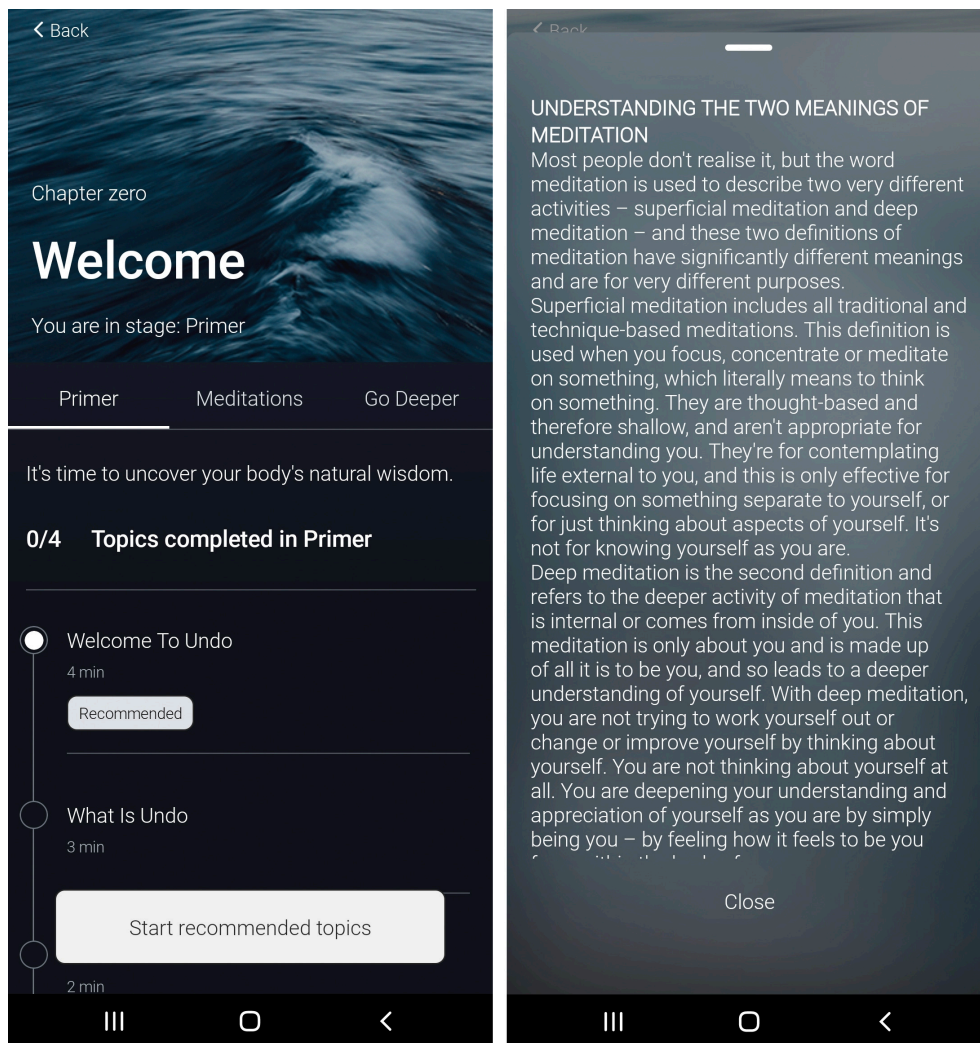 Back
Chapter zero
Welcome
You are in stage: Primer
Primer Meditations Go Deeper
It's time to uncover your body's natural wisdom.
0/4 Topics completed in Primer
Welcome To Undo
4 min
Recommended
What Is Undo
3 min
Start recommended topics
2 min
Back
UNDERSTANDING THE TWO MEANINGS OF
MEDITATION
Most people don't realise it, but the word
meditation is used to describe two very different
activities – superficial meditation and deep
meditation – and these two definitions of
meditation have significantly different meanings
and are for very different purposes.
Superficial meditation includes all traditional and
technique-based meditations. This definition is
used when you focus, concentrate or meditate
on something, which literally means to think
on something. They are thought-based and
therefore shallow, and aren't appropriate for
understanding you. They're for contemplating
life external to you, and this is only effective for
focusing on something separate to yourself, or
for just thinking about aspects of yourself. It's
not for knowing yourself as you are.
Deep meditation is the second definition and
refers to the deeper activity of meditation that
is internal or comes from inside of you. This
meditation is only about you and is made up
of all it is to be you, and so leads to a deeper
understanding of yourself. With deep meditation,
you are not trying to work yourself out or
change or improve yourself by thinking about
yourself. You are not thinking about yourself at
all. You are deepening your understanding and
appreciation of yourself as you are by simply
being you – by feeling how it feels to be you
Close